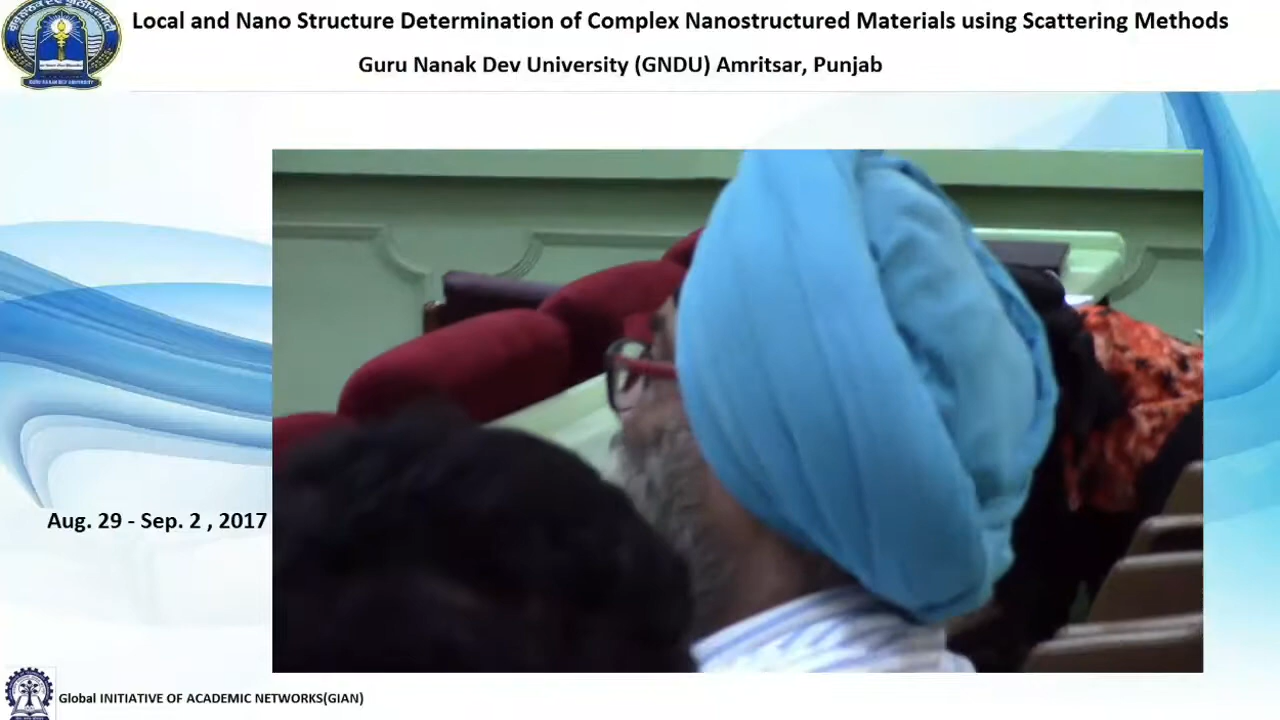 Local and Nano Structure Determination of Complex Nanostructured Materials using Scattering Methods
Guru Nanak Dev University (GNDU) Amritsar, Punjab
Aug. 29 - Sep. 2 , 2017
Global INITIATIVE OF ACADEMIC NETWORKS(GIAN)